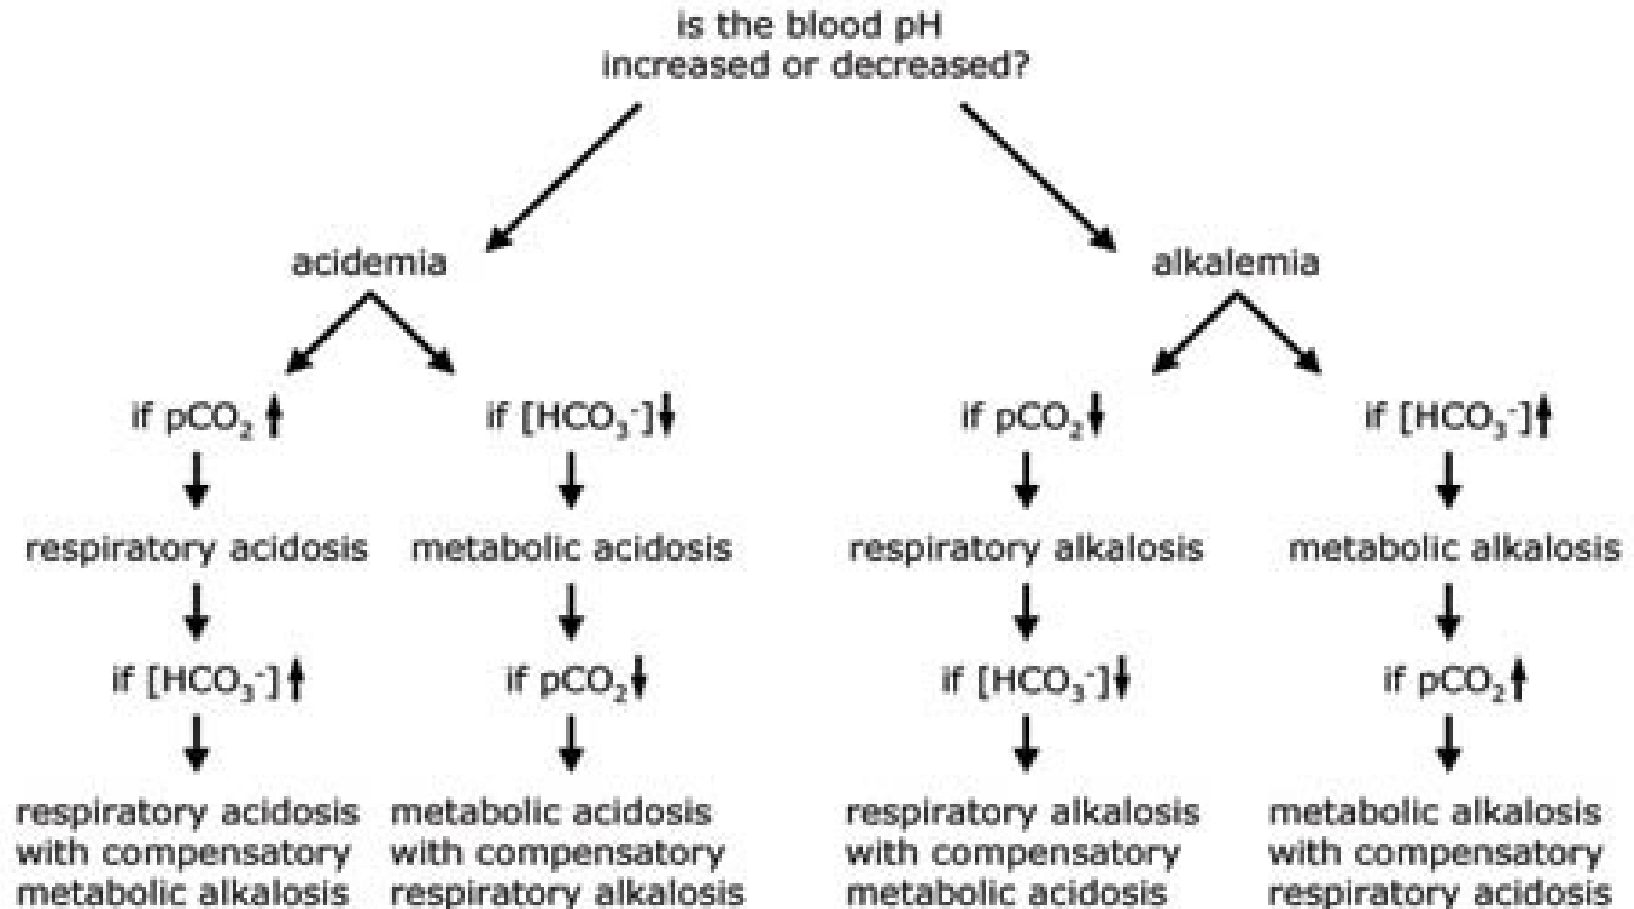 is the blood pH
increased or decreased?
acidemia
alkalemia
if pCO₂ ↑
if [HCO₃⁻]↓
if pCO₂↓
if [HCO₃⁻]↑
respiratory acidosis
metabolic acidosis
respiratory alkalosis
metabolic alkalosis
if [HCO₃⁻]↑
if pCO₂↓
if [HCO₃⁻]↓
if pCO₂↑
respiratory acidosis
with compensatory
metabolic alkalosis
metabolic acidosis
with compensatory
respiratory alkalosis
respiratory alkalosis
with compensatory
metabolic acidosis
metabolic alkalosis
with compensatory
respiratory acidosis